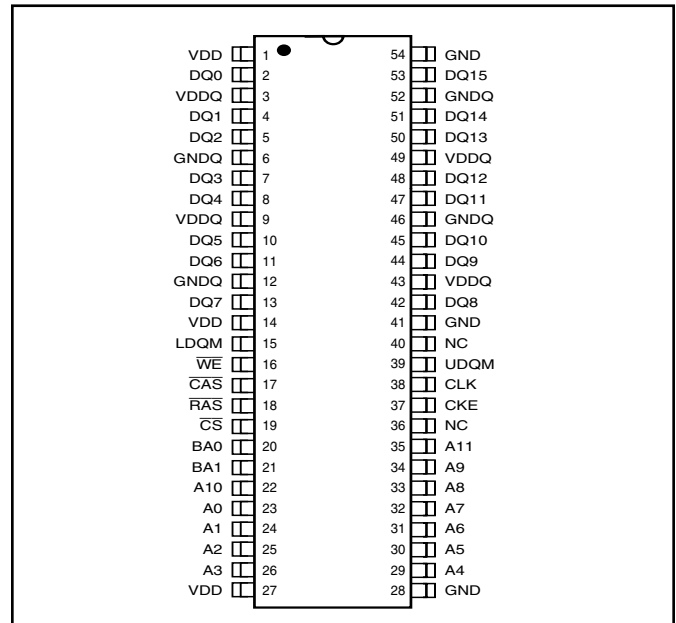 VDD 1 54 GND
DQ0 2 53 DQ15
VDDQ 3 52 GNDQ
DQ1 4 51 DQ14
DQ2 5 50 DQ13
GNDQ 6 49 VDDQ
DQ3 7 48 DQ12
DQ4 8 47 DQ11
VDDQ 9 46 GNDQ
DQ5 10 45 DQ10
DQ6 11 44 DQ9
GNDQ 12 43 VDDQ
DQ7 13 42 DQ8
VDD 14 41 GND
LDQM 15 40 NC
W̅E̅ 16 39 UDQM
C̅A̅S̅ 17 38 CLK
R̅A̅S̅ 18 37 CKE
C̅S̅ 19 36 NC
BA0 20 35 A11
BA1 21 34 A9
A10 22 33 A8
A0 23 32 A7
A1 24 31 A6
A2 25 30 A5
A3 26 29 A4
VDD 27 28 GND